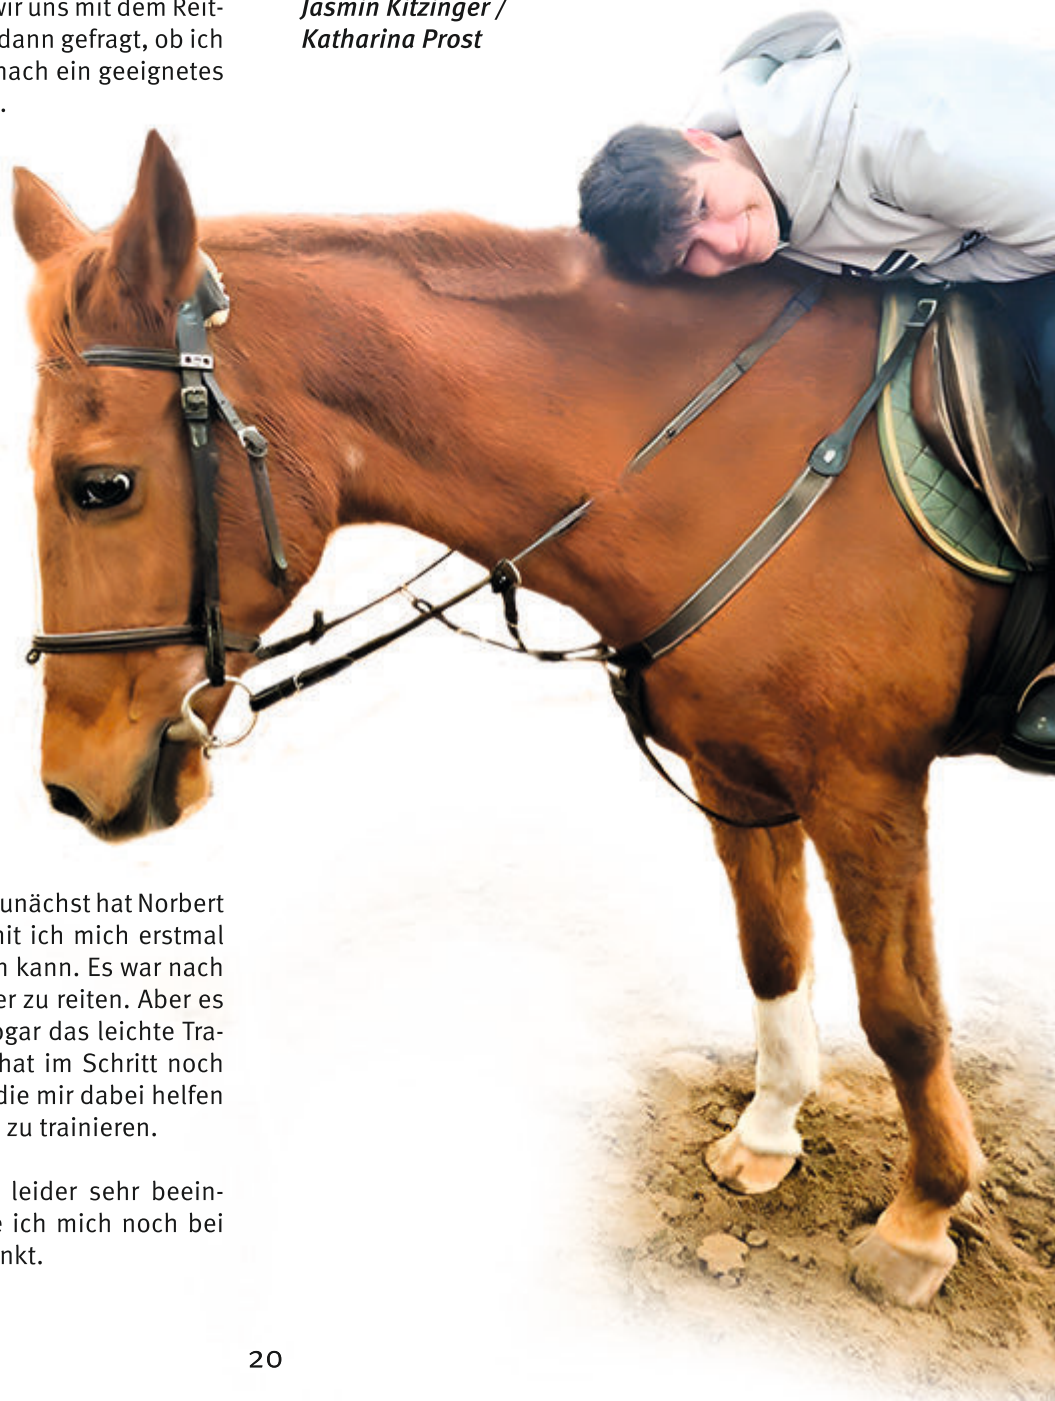 wir uns mit dem Reit-
dann gefragt, ob ich
nach ein geeignetes
.
Jasmin Kitzinger /
Katharina Prost
unächst hat Norbert
mit ich mich erstmal
n kann. Es war nach
er zu reiten. Aber es
ogar das leichte Tra-
hat im Schritt noch
die mir dabei helfen
zu trainieren.
leider sehr beein-
e ich mich noch bei
nkt.
20